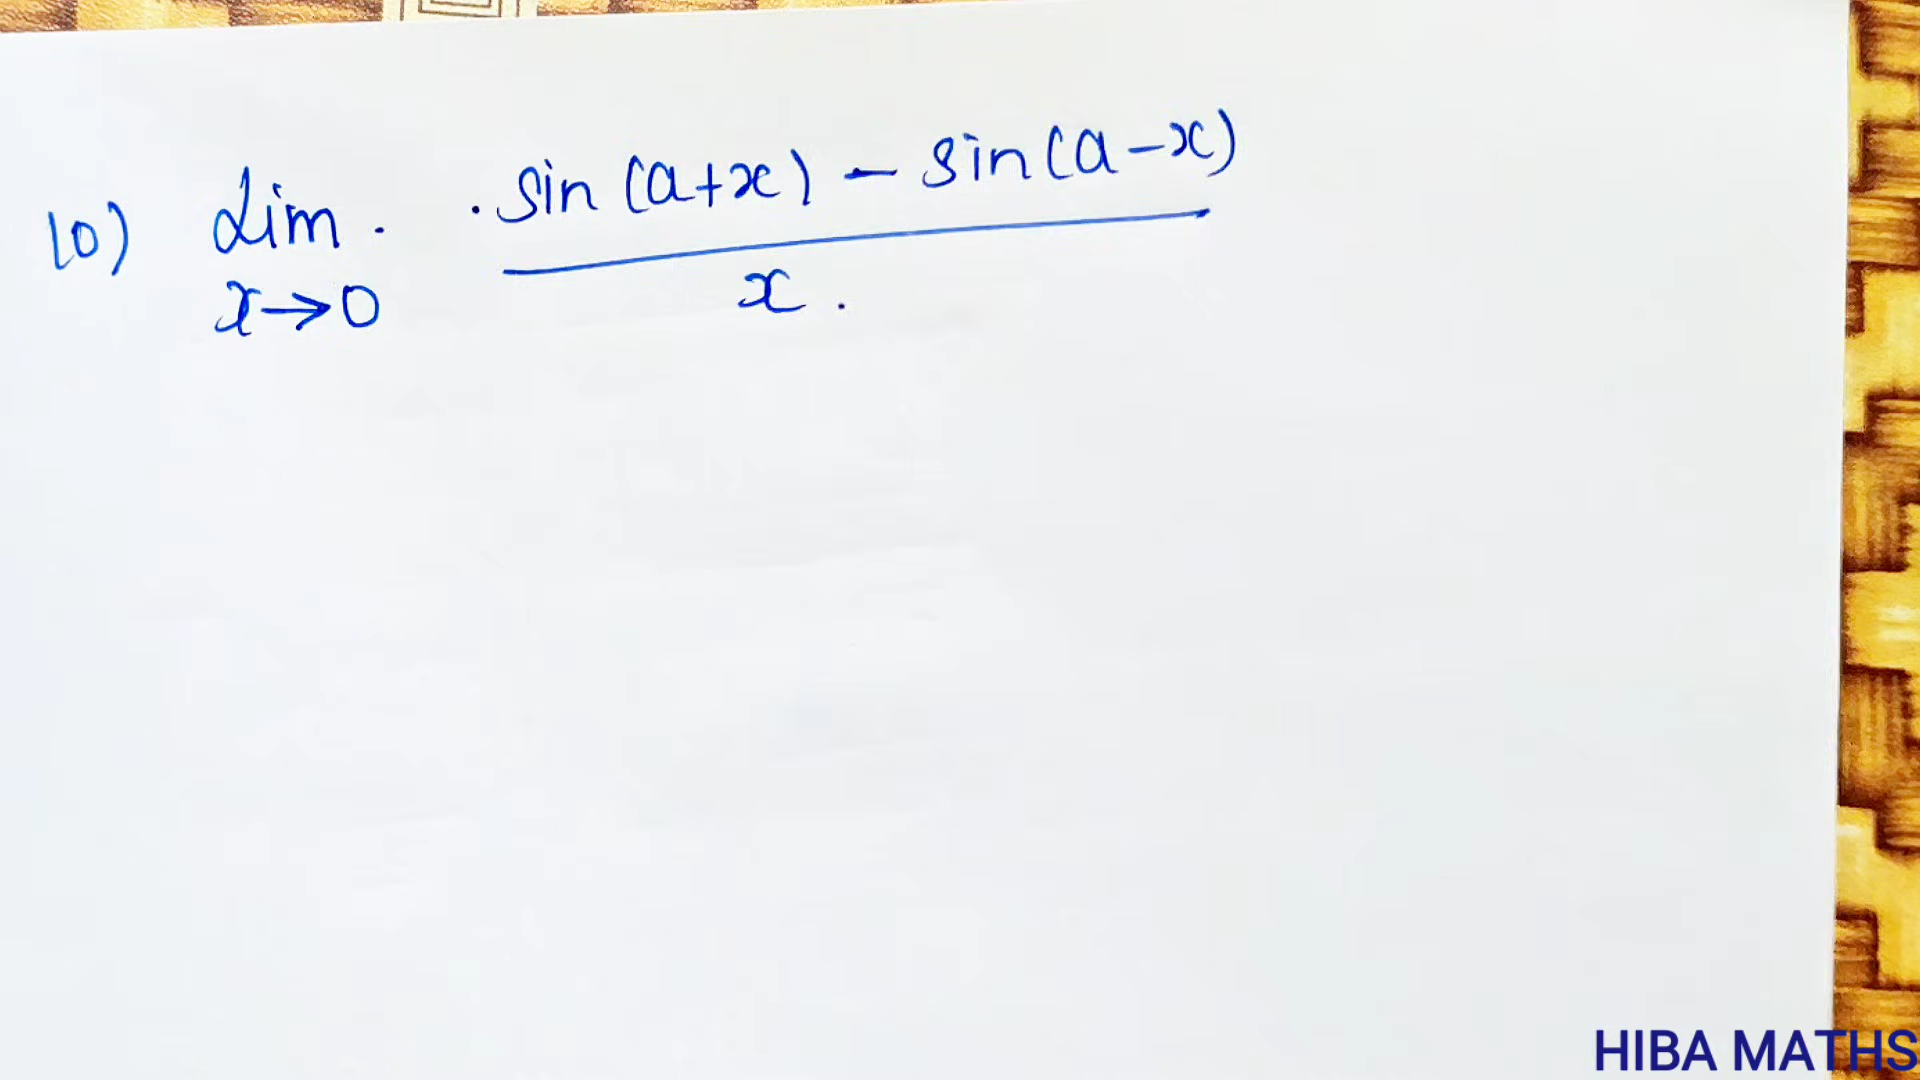 10) Lim. . sin (a+x) - sin (a-x)
x→0 x.
HIBA MATHS